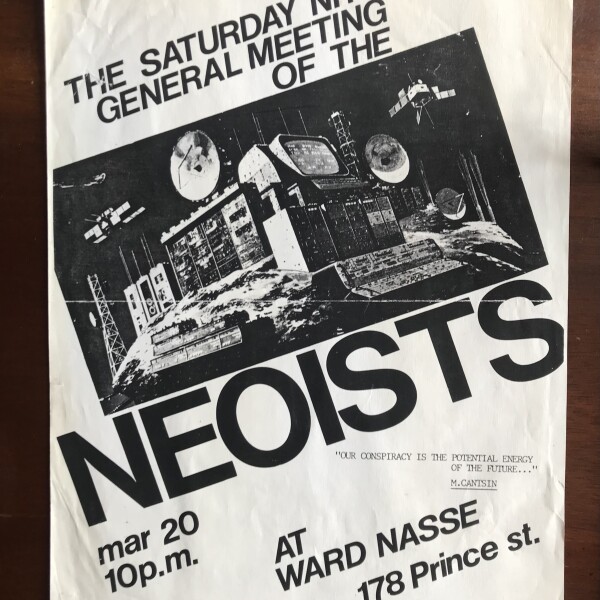 THE SATURDAY
GENERAL MEETING
OF THE
NEOISTS
"OUR CONSPIRACY IS THE POTENTIAL ENERGY
OF THE FUTURE..."
M.CANTSIN
mar 20
10p.m.
AT
WARD NASSE
178 Prince st.